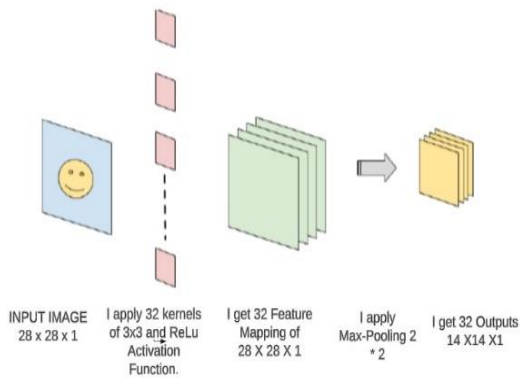 INPUT IMAGE
28 x 28 x 1
I apply 32 kernels
of 3x3 and ReLu
Activation
Function.
I get 32 Feature
Mapping of
28 X 28 X 1
I apply
Max-Pooling 2
* 2
I get 32 Outputs
14 X14 X1